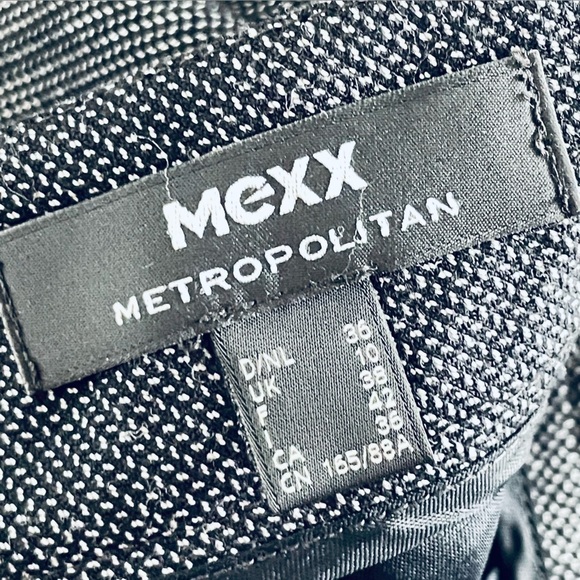 mexx
METROPOLITAN
D/NL 36
UK 10
F 38
I 42
CA 36
CN 165/88A